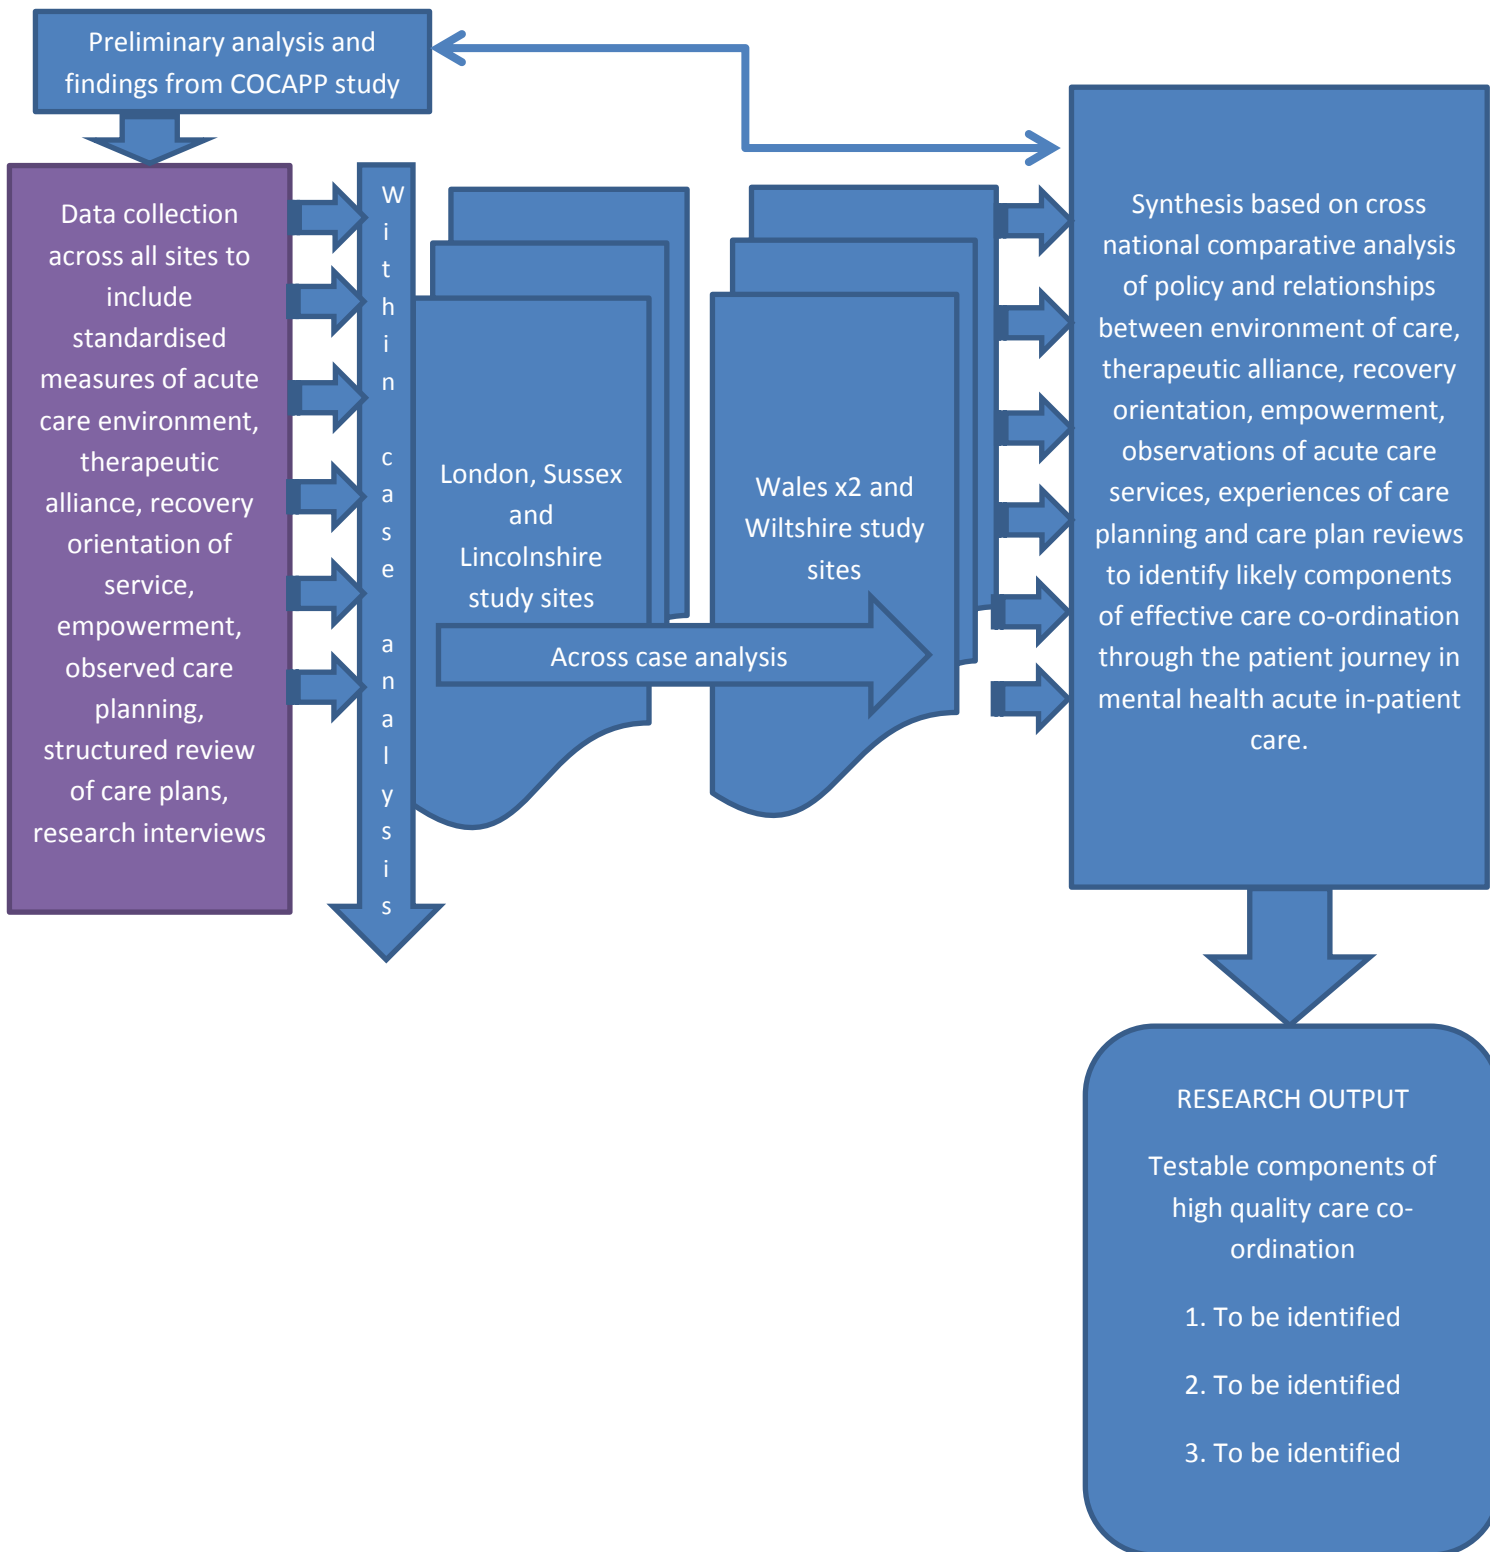 Preliminary analysis and
findings from COCAPP study
Data collection
across all sites to
include
standardised
measures of acute
care environment,
therapeutic
alliance, recovery
orientation of
service,
empowerment,
observed care
planning,
structured review
of care plans,
research interviews
W
i
t
h
i
n
c
a
s
e
a
n
a
l
y
s
i
s
London, Sussex
and
Lincolnshire
study sites
Wales x2 and
Wiltshire study
sites
Across case analysis
Synthesis based on cross
national comparative analysis
of policy and relationships
between environment of care,
therapeutic alliance, recovery
orientation, empowerment,
observations of acute care
services, experiences of care
planning and care plan reviews
to identify likely components
of effective care co-ordination
through the patient journey in
mental health acute in-patient
care.
RESEARCH OUTPUT
Testable components of
high quality care co-
ordination
1. To be identified
2. To be identified
3. To be identified